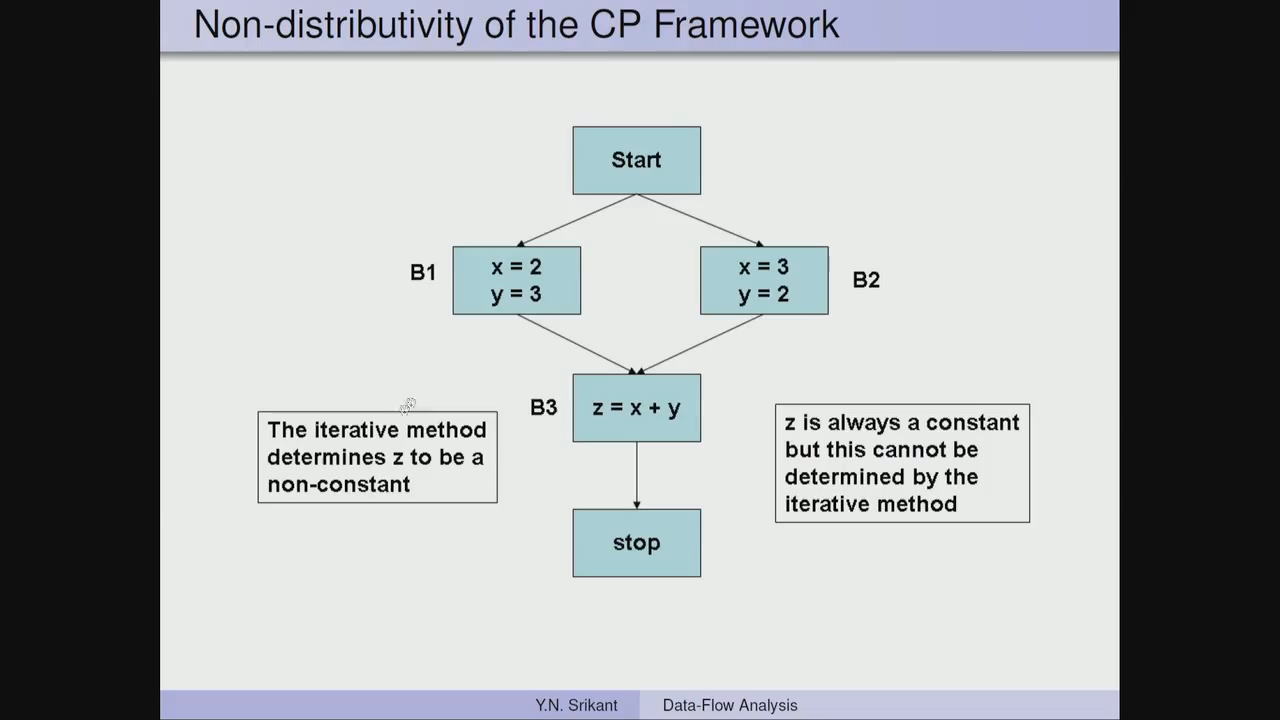 Non-distributivity of the CP Framework
Start
B1
x = 2
y = 3
x = 3
y = 2
B2
B3
z = x + y
The iterative method
determines z to be a
non-constant
z is always a constant
but this cannot be
determined by the
iterative method
stop
Y.N. Srikant
Data-Flow Analysis